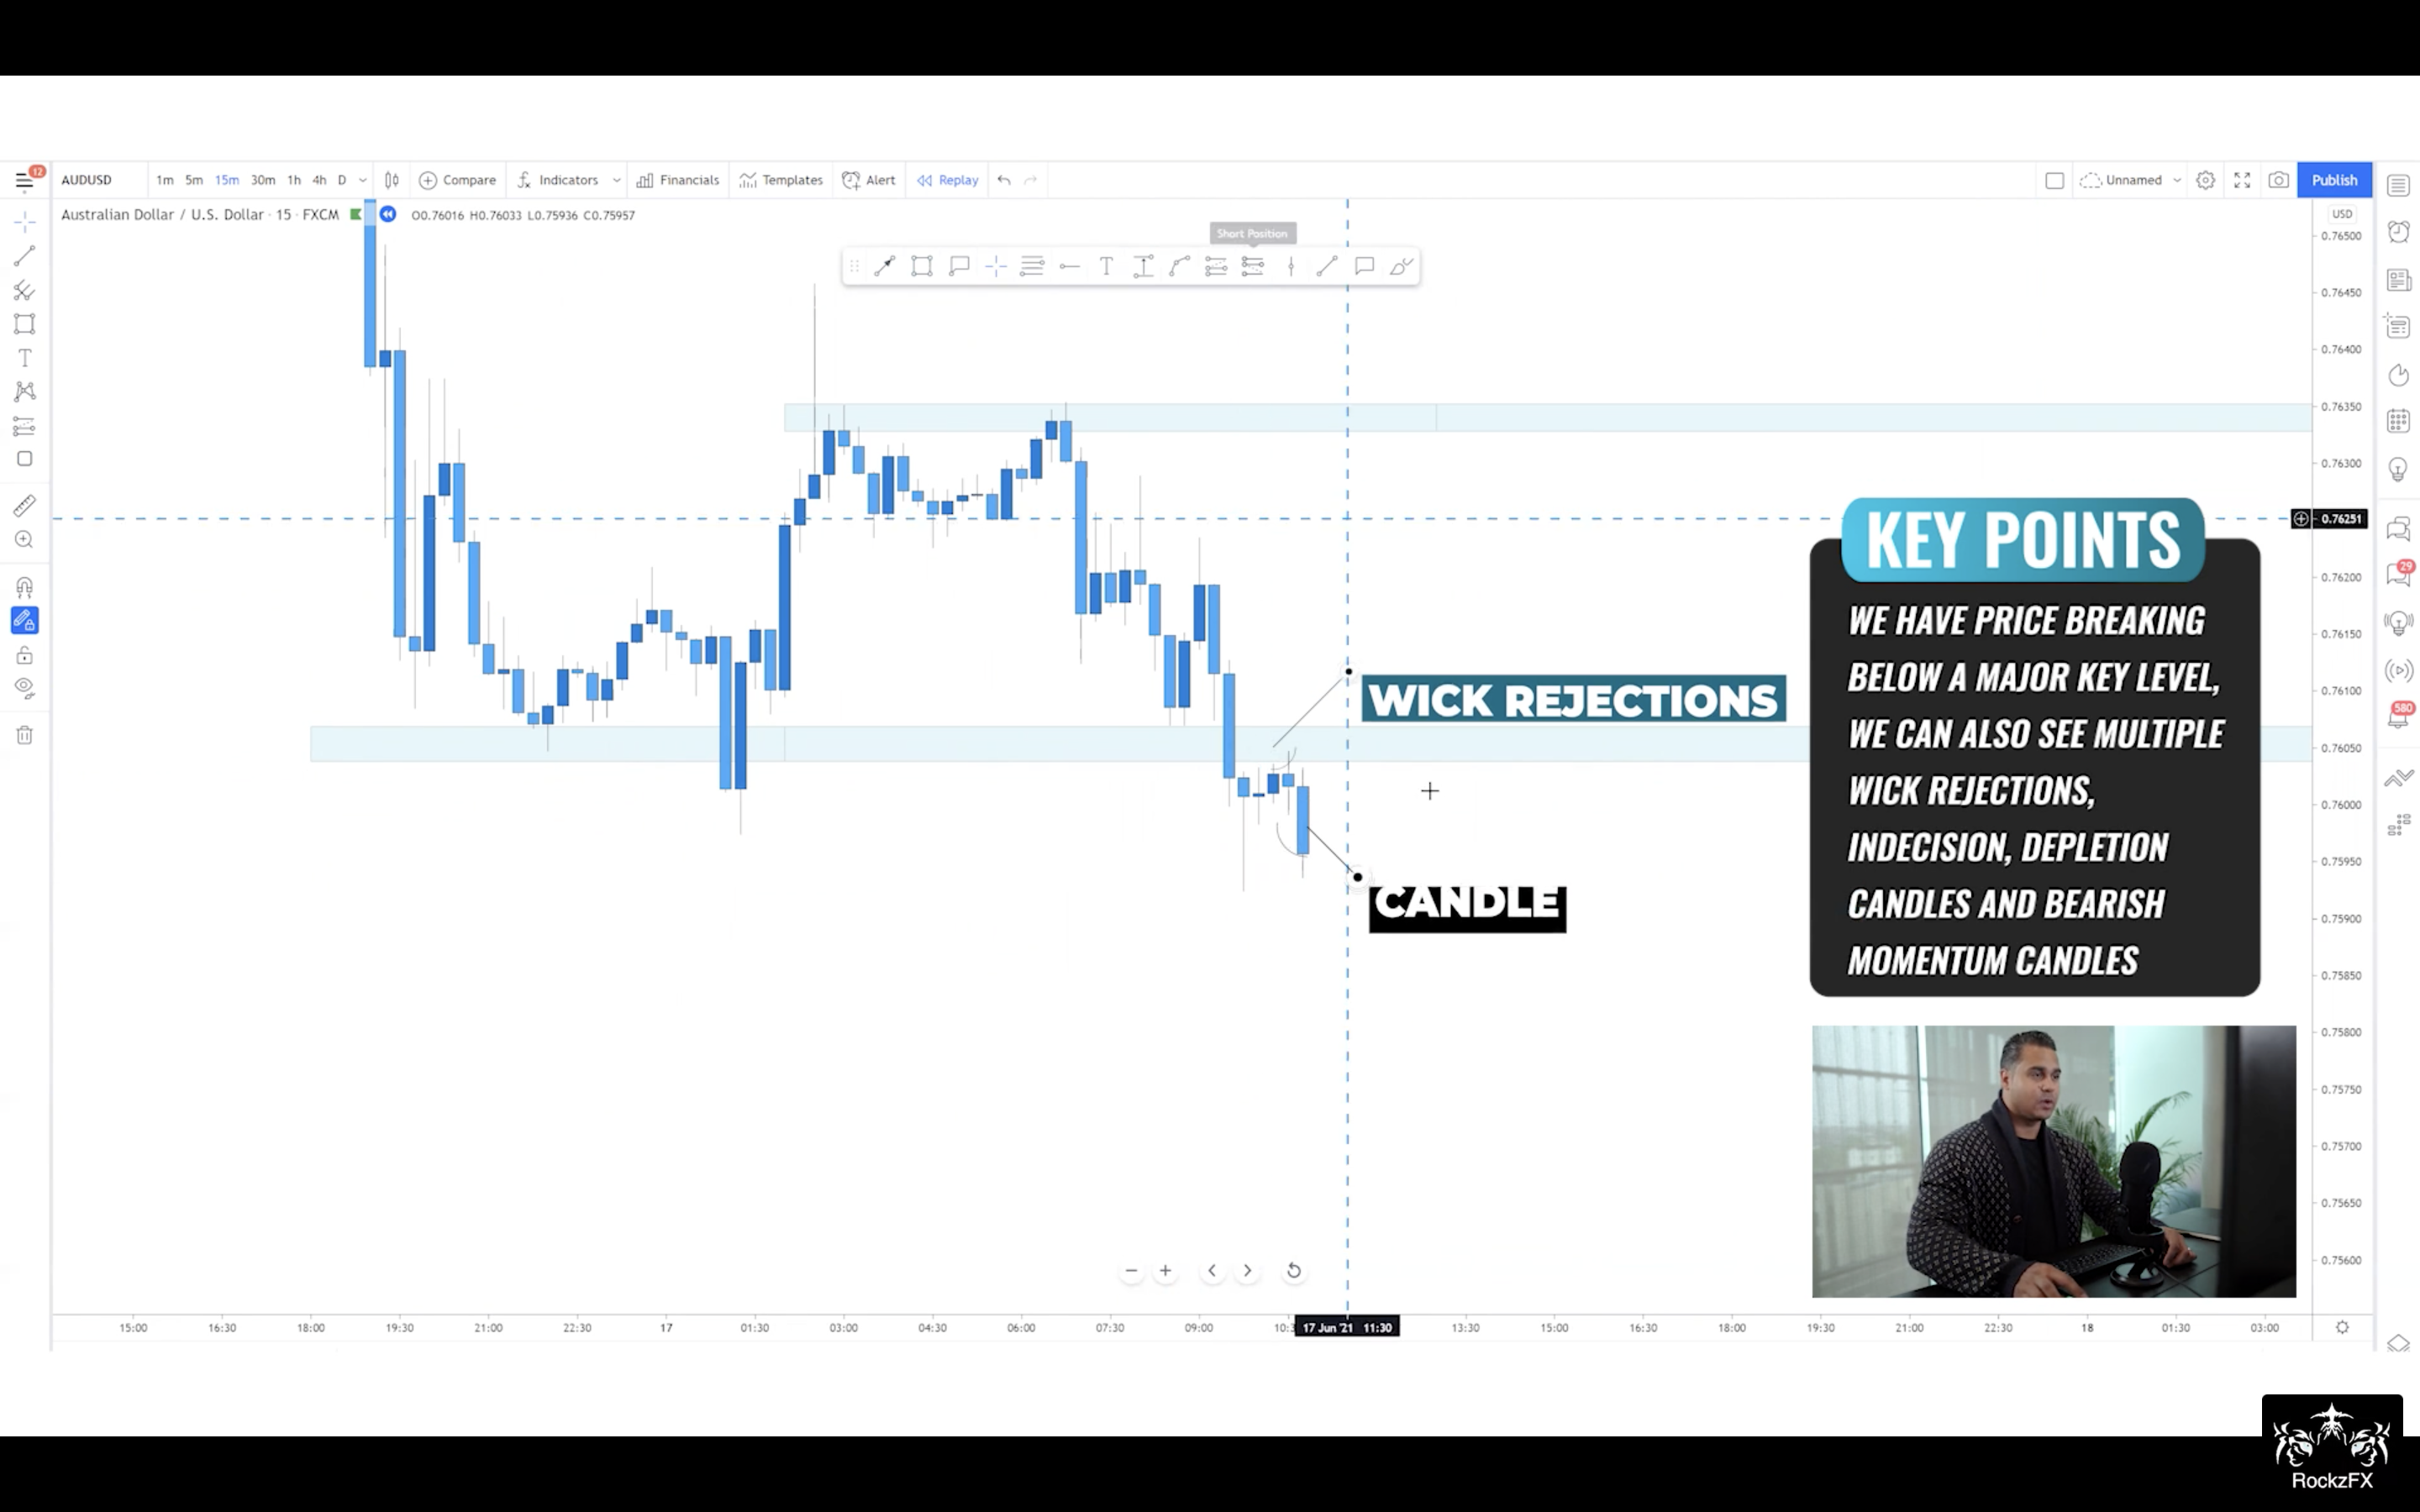 12
AUDUSD
1m 5m 15m 30m 1h 4h D
Compare
Indicators
Financials
Templates
Alert
Replay
Unnamed
Publish
Australian Dollar / U.S. Dollar · 15 · FXCM
O0.76016 H0.76033 L0.75936 C0.75957
USD
Short Position
0.76500
0.76450
0.76400
0.76350
0.76300
0.76251
0.76200
0.76150
0.76100
0.76050
0.76000
0.75950
0.75900
0.75850
0.75800
0.75750
0.75700
0.75650
0.75600
29
580
KEY POINTS
WE HAVE PRICE BREAKING
BELOW A MAJOR KEY LEVEL,
WE CAN ALSO SEE MULTIPLE
WICK REJECTIONS,
INDECISION, DEPLETION
CANDLES AND BEARISH
MOMENTUM CANDLES
WICK REJECTIONS
CANDLE
15:00 16:30 18:00 19:30 21:00 22:30 17 01:30 03:00 04:30 06:00 07:30 09:00 10:3 17 Jun '21 11:30 13:30 15:00 16:30 18:00 19:30 21:00 22:30 18 01:30 03:00
RockzFX